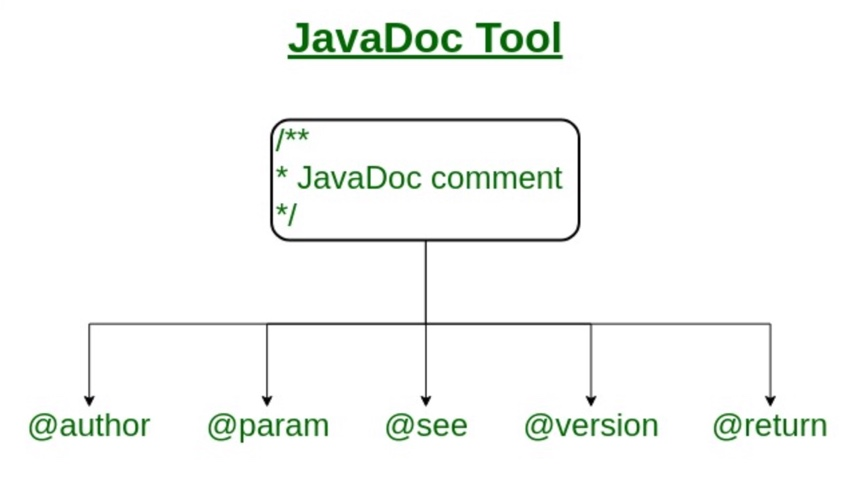 JavaDoc Tool
/**
* JavaDoc comment
*/
@author @param @see @version @return